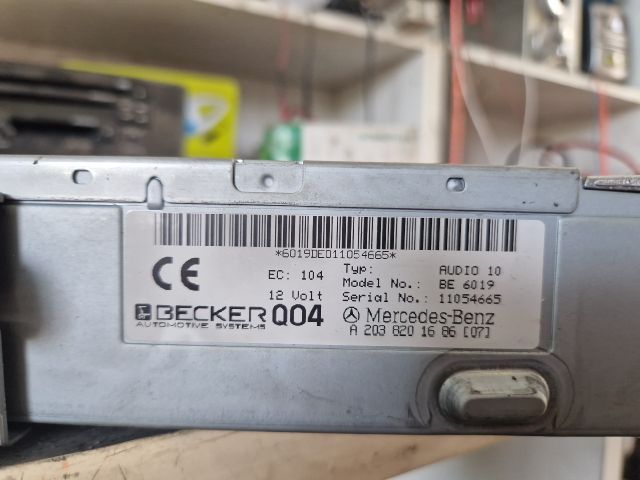 *6019DE011054665*
CE
EC: 104 Typ: AUDIO 10
Model No.: BE 6019
12 Volt Serial No.: 11054665
BECKER Q04 Mercedes-Benz
AUTOMOTIVE SYSTEMS
A 203 820 16 86 [07]